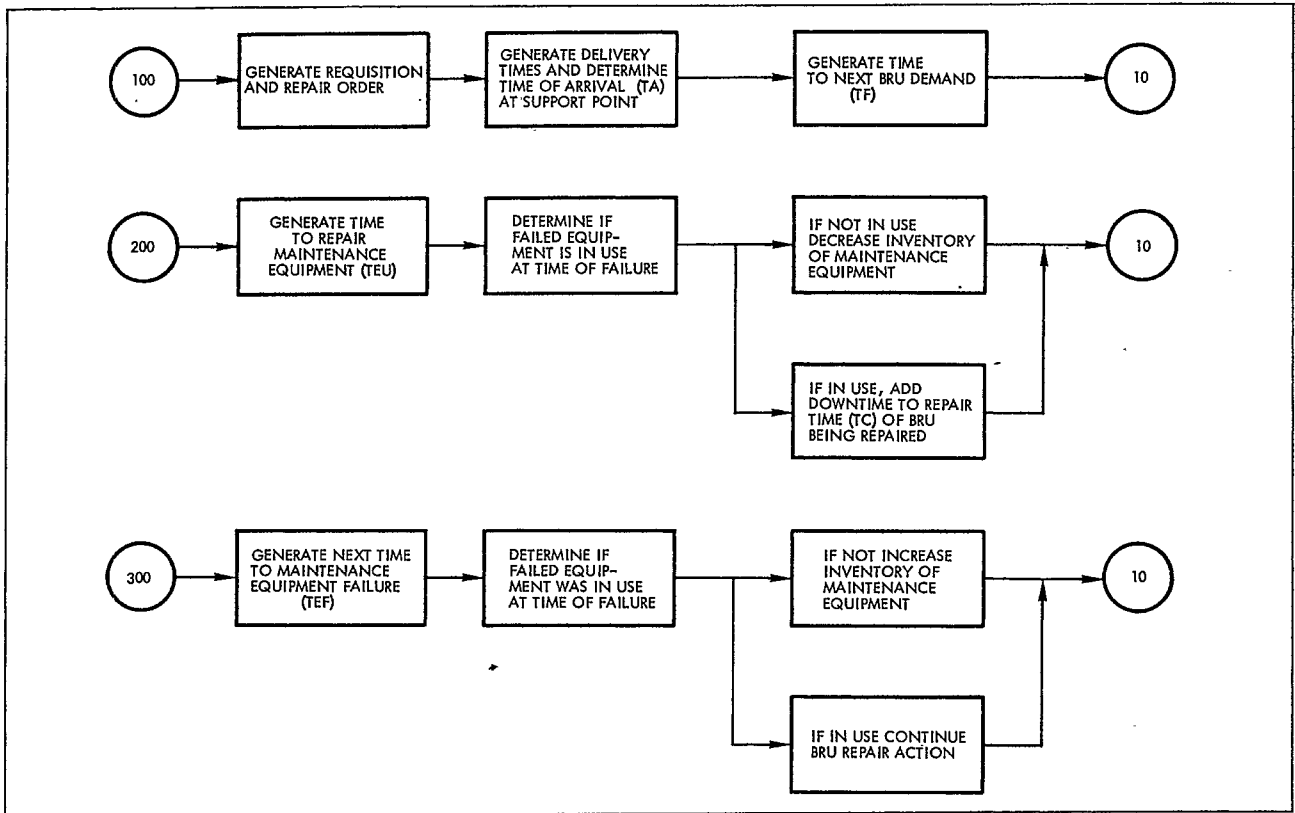 100
GENERATE REQUISITION
AND REPAIR ORDER
GENERATE DELIVERY
TIMES AND DETERMINE
TIME OF ARRIVAL (TA)
AT SUPPORT POINT
GENERATE TIME
TO NEXT BRU DEMAND
(TF)
10
200
GENERATE TIME
TO REPAIR
MAINTENANCE
EQUIPMENT (TEU)
DETERMINE IF
FAILED EQUIP-
MENT IS IN USE
AT TIME OF FAILURE
IF NOT IN USE
DECREASE INVENTORY
OF MAINTENANCE
EQUIPMENT
10
IF IN USE, ADD
DOWNTIME TO REPAIR
TIME (TC) OF BRU
BEING REPAIRED
300
GENERATE NEXT TIME
TO MAINTENANCE
EQUIPMENT FAILURE
(TEF)
DETERMINE IF
FAILED EQUIP-
MENT WAS IN USE
AT TIME OF FAILURE
IF NOT INCREASE
INVENTORY OF
MAINTENANCE
EQUIPMENT
10
IF IN USE CONTINUE
BRU REPAIR ACTION